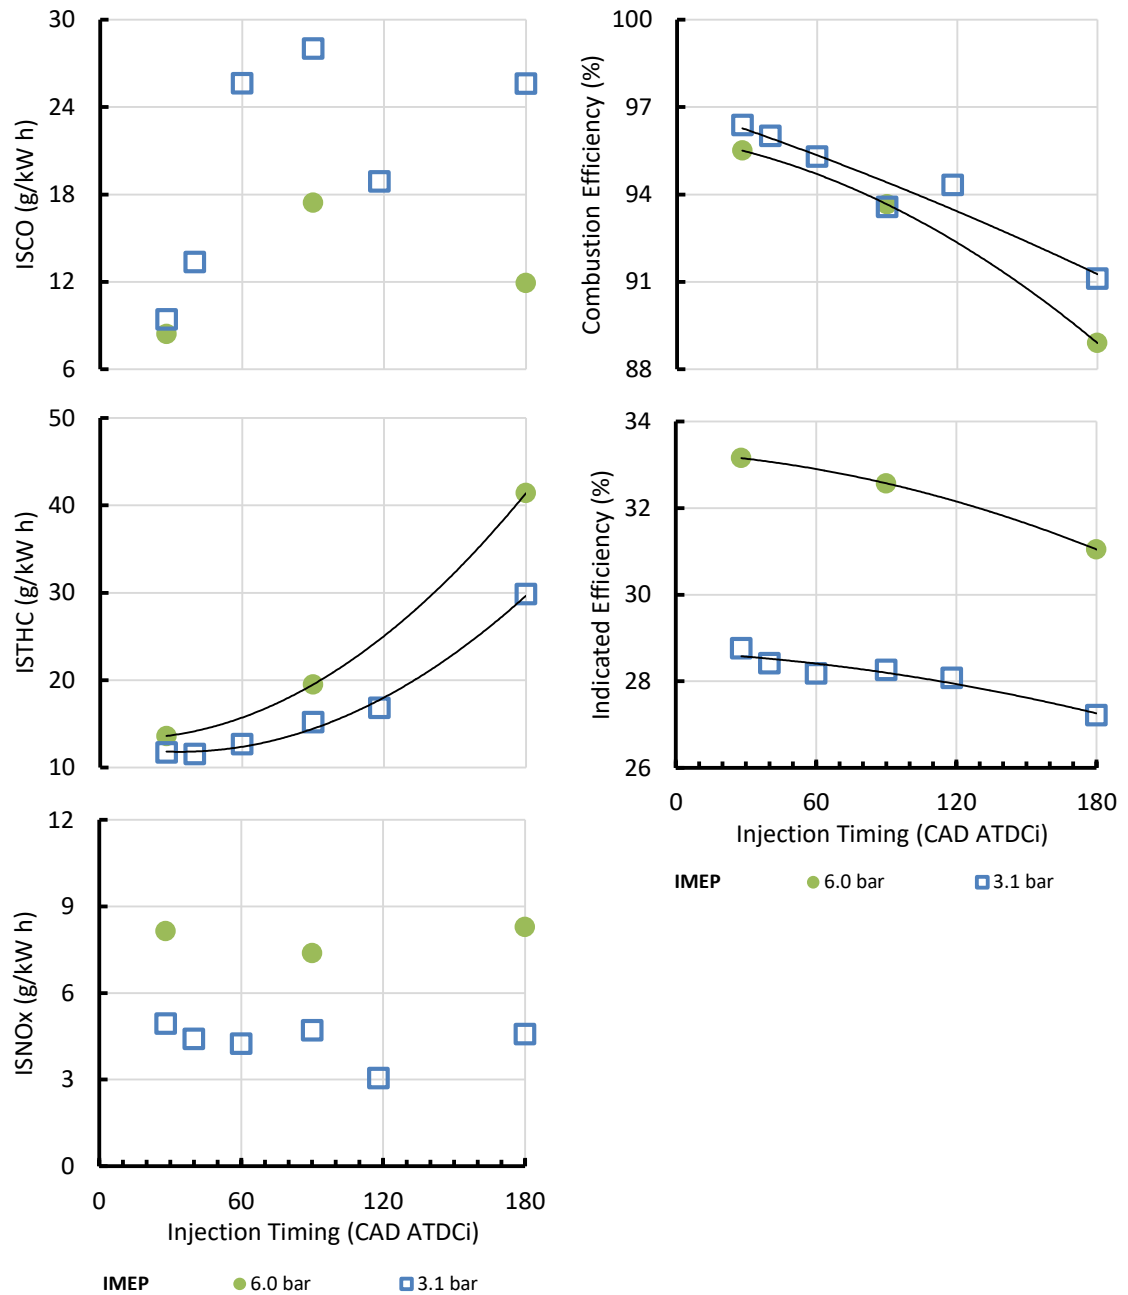 30
24
18
12
6
ISCO (g/kW h)
100
97
94
91
88
Combustion Efficiency (%)
50
40
30
20
10
ISTHC (g/kW h)
34
32
30
28
26
Indicated Efficiency (%)
0 60 120 180
Injection Timing (CAD ATDCi)
IMEP 6.0 bar 3.1 bar
12
9
6
3
0
ISNOx (g/kW h)
0 60 120 180
Injection Timing (CAD ATDCi)
IMEP 6.0 bar 3.1 bar